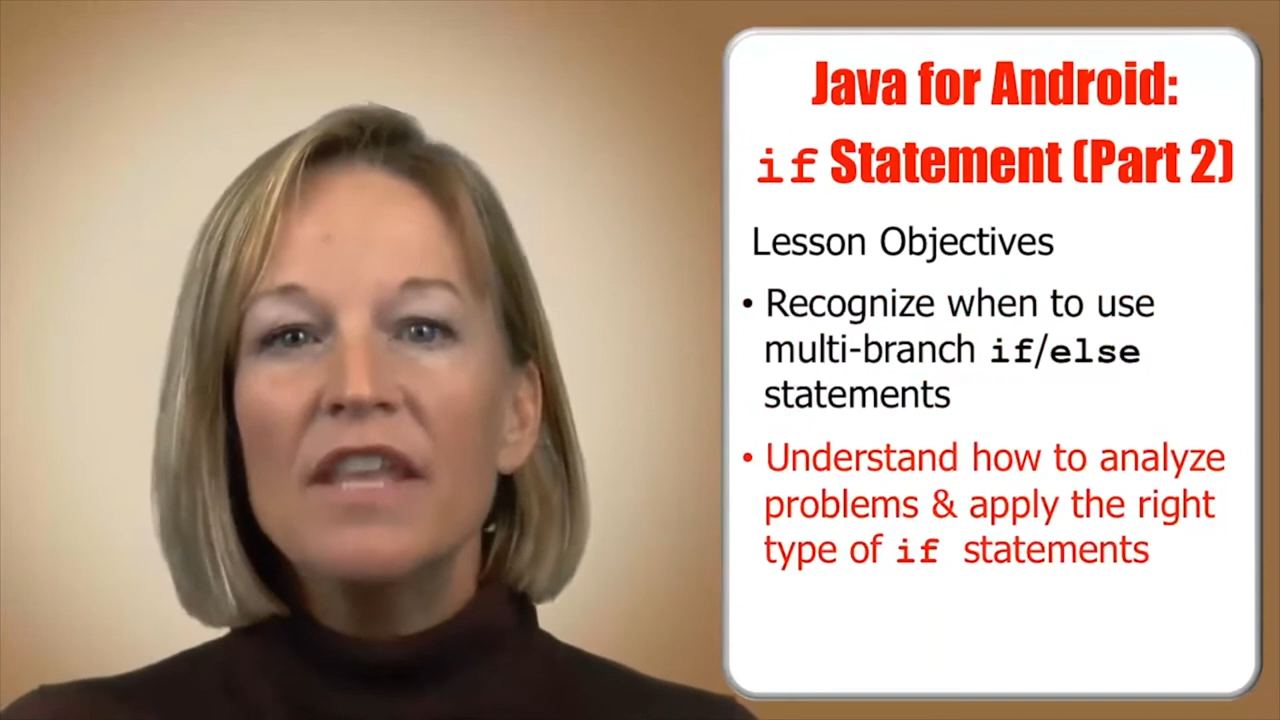 Java for Android:
if Statement (Part 2)
Lesson Objectives
• Recognize when to use
multi-branch if/else
statements
• Understand how to analyze
problems & apply the right
type of if statements